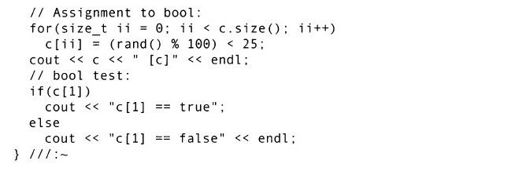 // Assignment to bool:
for(size_t ii = 0; ii < c.size(); ii++)
c[ii] = (rand() % 100) < 25;
cout << c << " [c]" << endl;
// bool test:
if(c[1])
cout << "c[1] == true";
else
cout << "c[1] == false" << endl;
} ///:~